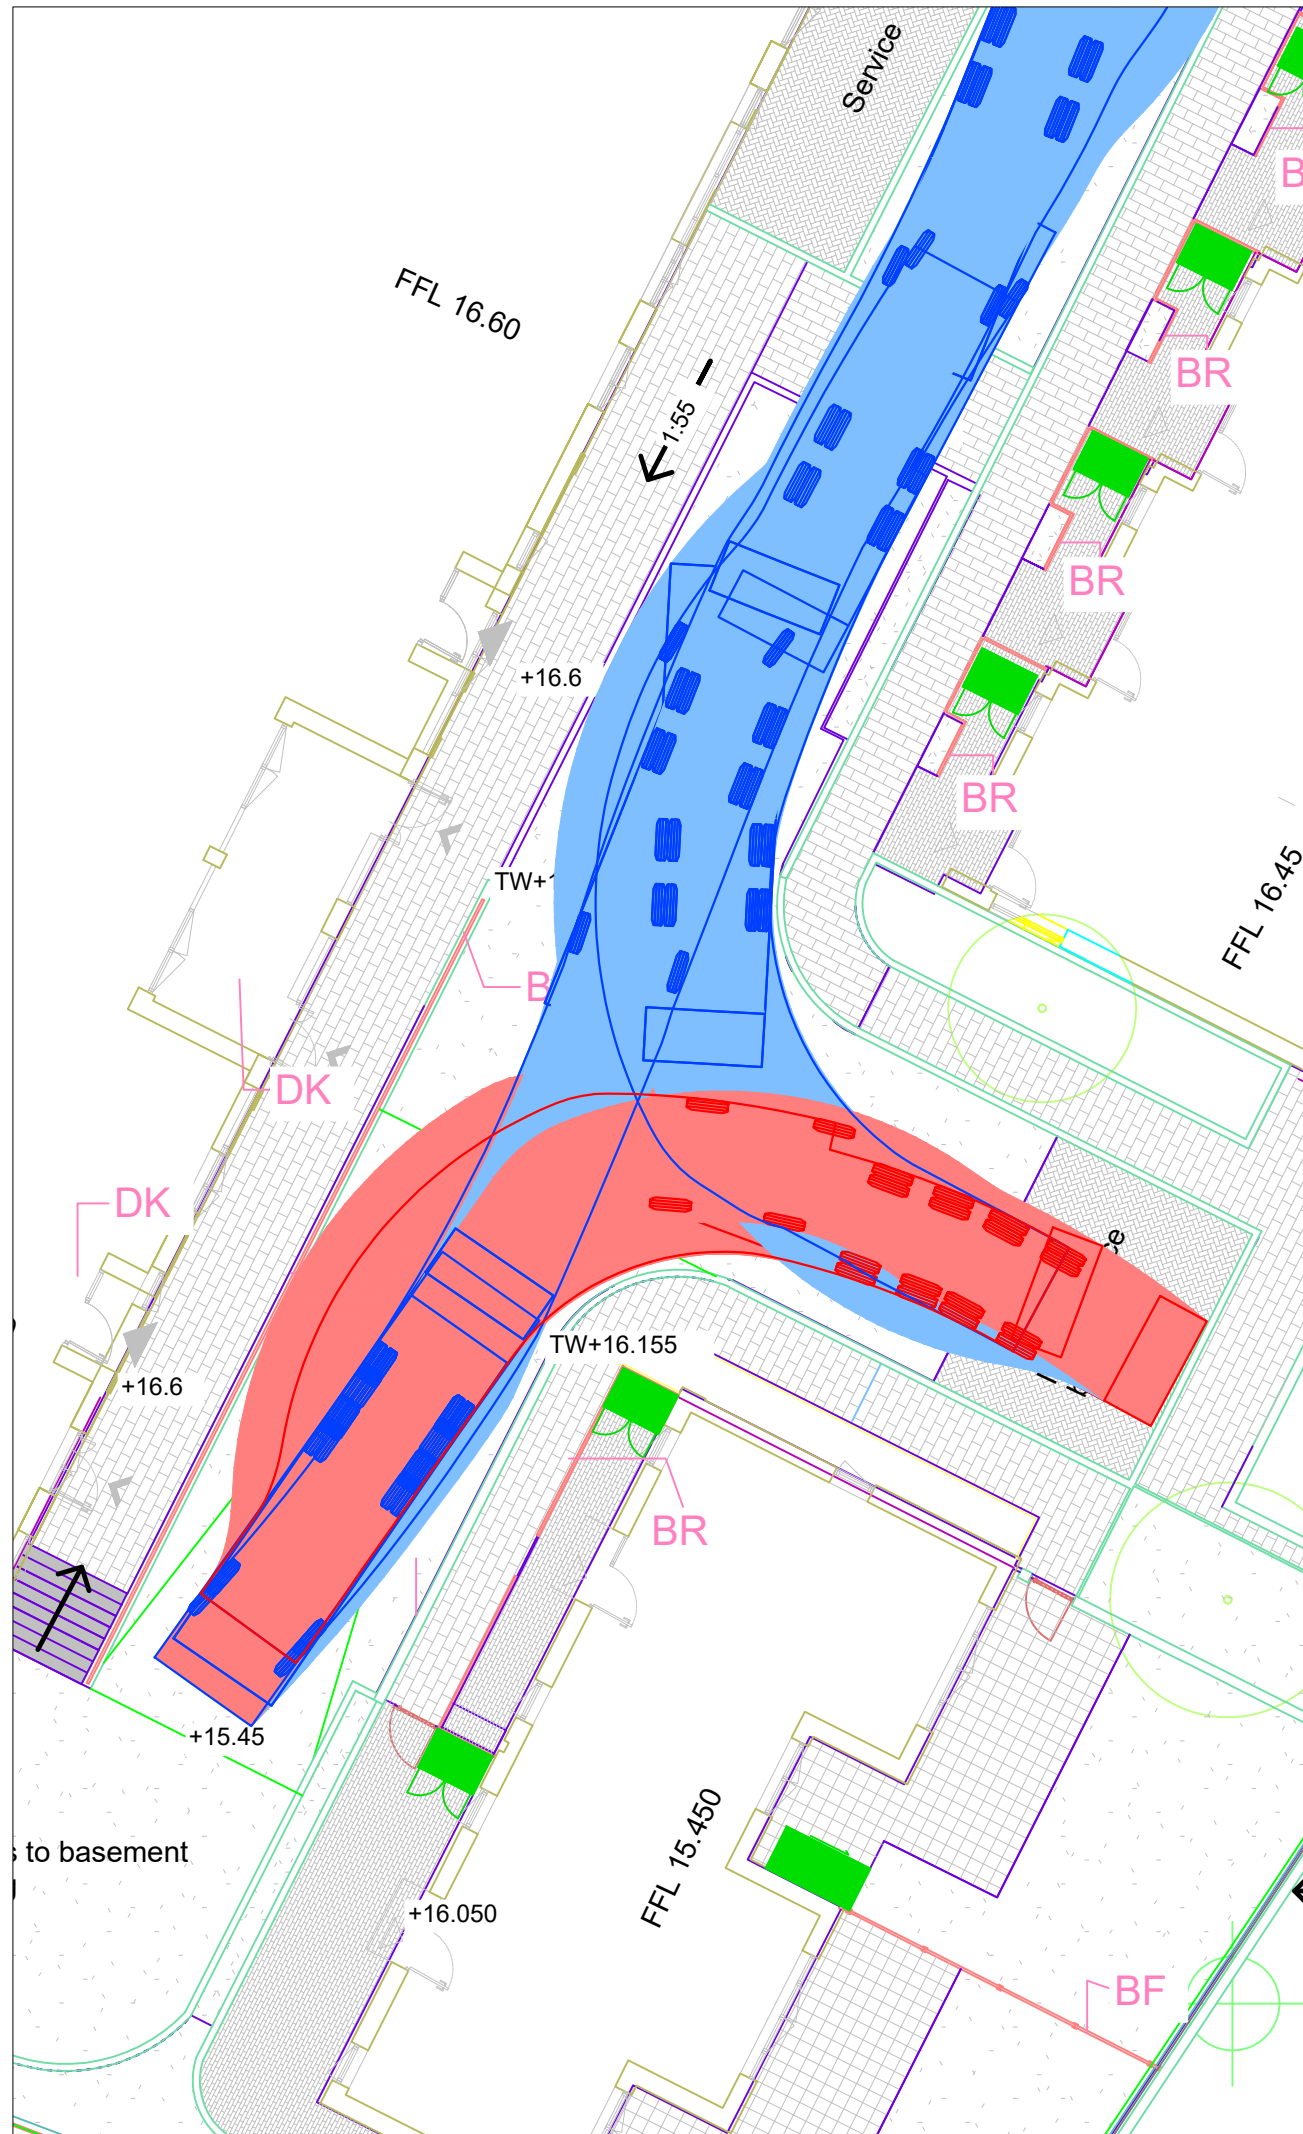 Service
FFL 16.60
1:55
B
BR
BR
+16.6
BR
TW+1
FFL 16.45
B
DK
DK
TW+16.155
+16.6
BR
+15.45
to basement
FFL 15.450
+16.050
BF